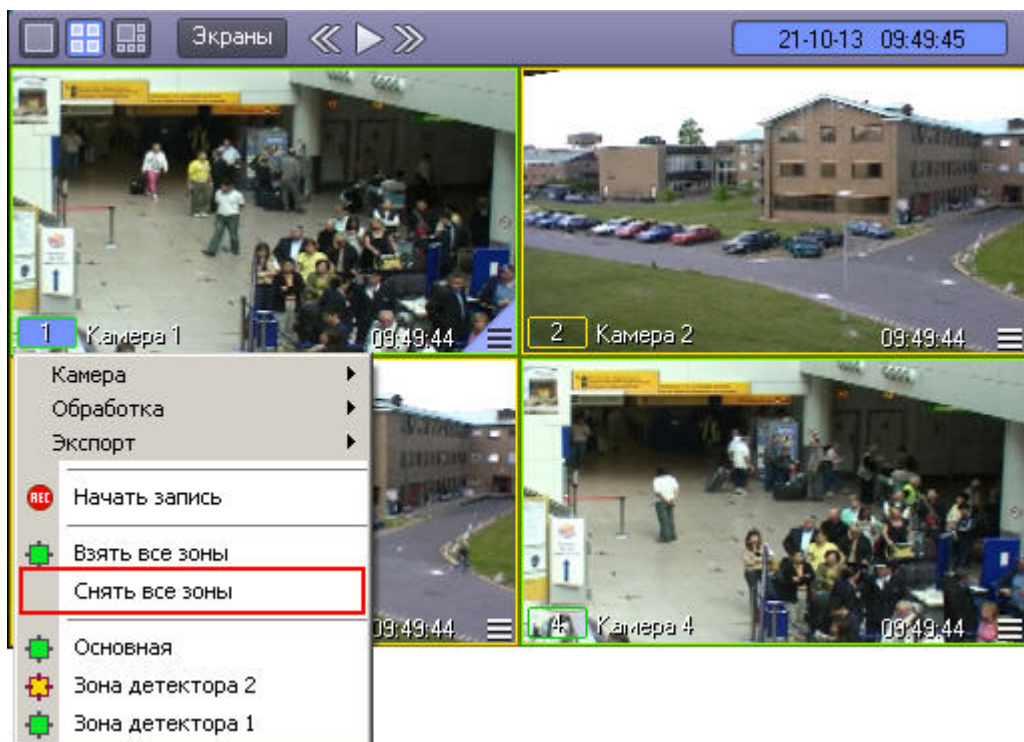 Экраны
21-10-13 09:49:45
1 Камера 1 09:49:44
2 Камера 2 09:49:44
Камера
Обработка
Экспорт
REC Начать запись
Взять все зоны
Снять все зоны
Основная
Зона детектора 2
Зона детектора 1
09:49:44
4 Камера 4 09:49:44